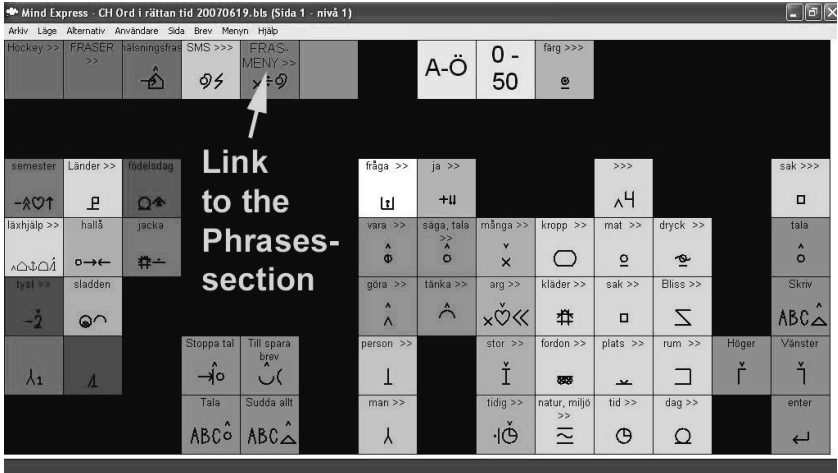 Mind Express - CH Ord i rättan tid 20070619.bls (Sida 1 - nivå 1)
Arkiv Läge Alternativ Användare Sida Brev Menyn Hjälp
Hockey >> FRASER >> hälsningsfras SMS >>> FRAS-MENY >> A-Ö 0 - 50 färg >>>
Link
to the
Phrases-
section
semester Länder >> födelsdag fråga >> ja >> >>> sak >>>
läxhjälp >> hallå jacka vara >> säga, tala >> många >> kropp >> mat >> dryck >> tala
tyst >> sladden göra >> tänka >> arg >> kläder >> sak >> Bliss >> Skriv
ABC
Stoppa tal Till spara brev person >> stor >> fordon >> plats >> rum >> Höger Vänster
1
Tala Sudda allt man >> tidig >> natur, miljö >> tid >> dag >> enter
ABC ABC